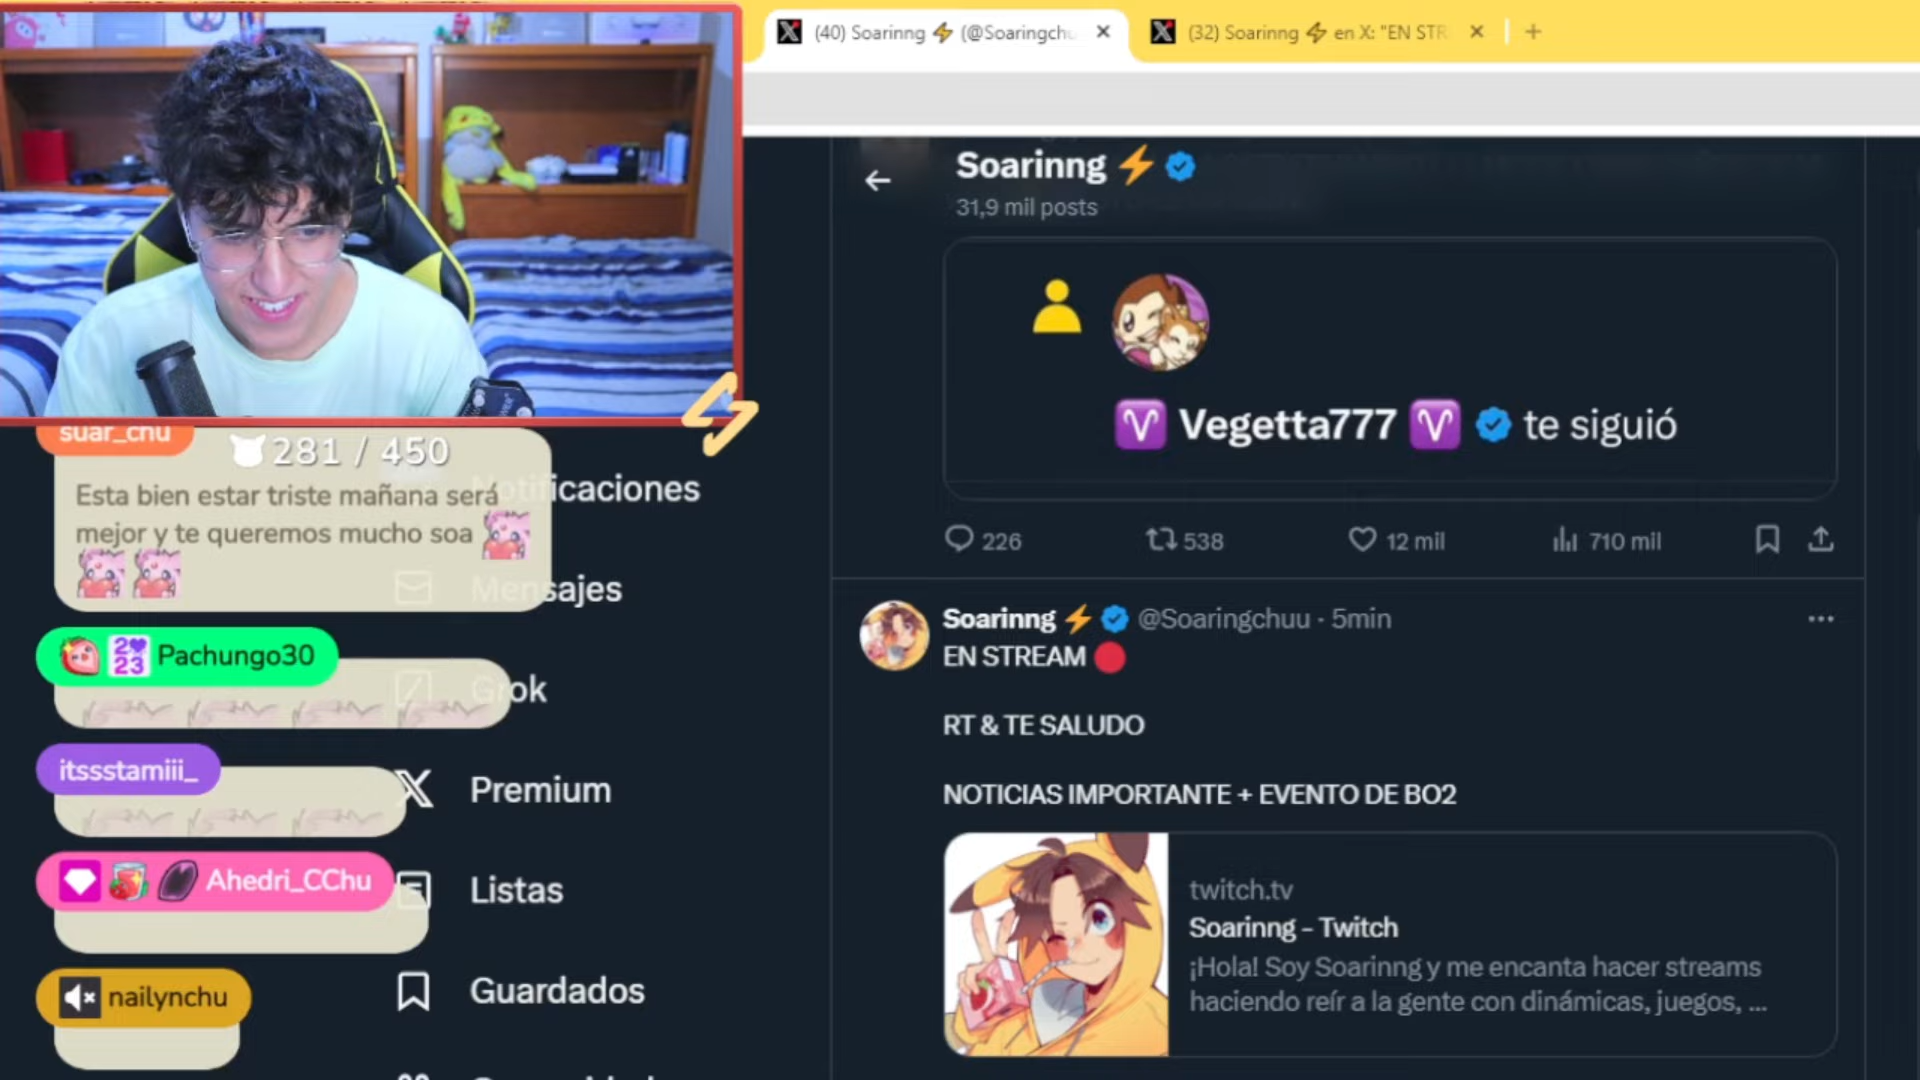 (40) Soarinng ⚡ (@Soaringchu
(32) Soarinng ⚡ en X: "EN STR
Soarinng ⚡
31,9 mil posts
Vegetta777 te siguió
226 538 12 mil 710 mil
Soarinng ⚡ @Soaringchuu · 5min
EN STREAM 🔴
RT & TE SALUDO
NOTICIAS IMPORTANTE + EVENTO DE BO2
twitch.tv
Soarinng - Twitch
¡Hola! Soy Soarinng y me encanta hacer streams
haciendo reír a la gente con dinámicas, juegos, ...
suar_chu
281 / 450
Esta bien estar triste mañana será
mejor y te queremos mucho soa
Pachungo30
itssstamiii_
Ahedri_CChu
nailynchu
Notificaciones
Mensajes
Grok
Premium
Listas
Guardados